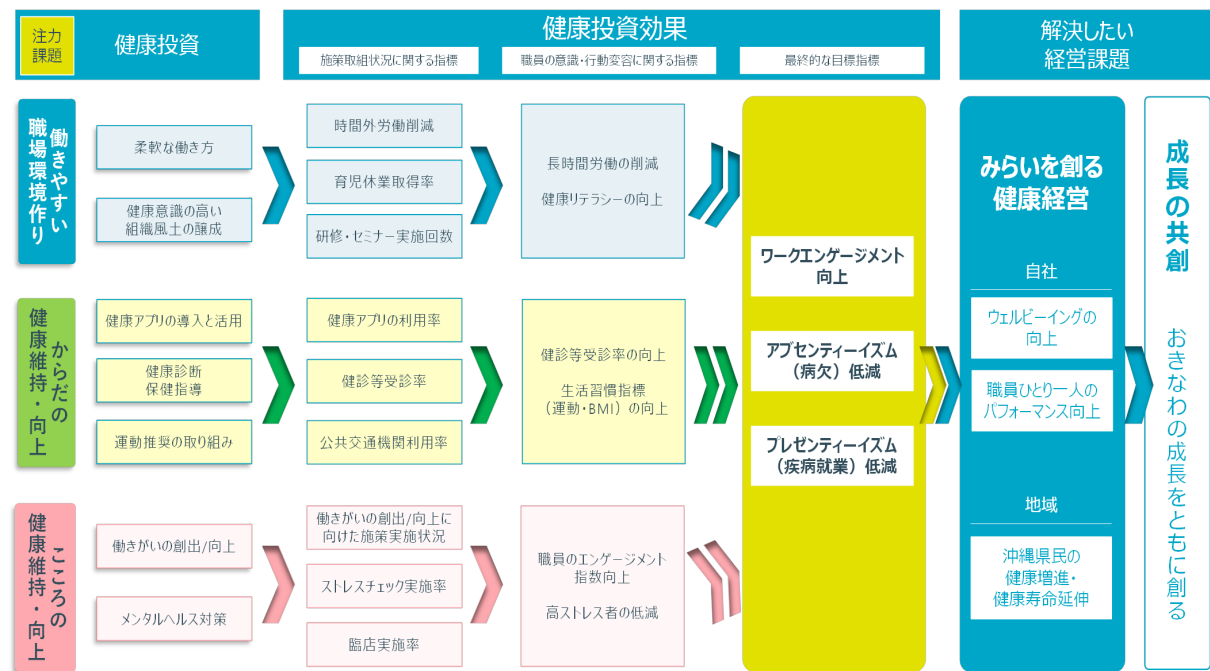 注力
課題
健康投資
健康投資効果
施策取組状況に関する指標
職員の意識・行動変容に関する指標
最終的な目標指標
解決したい
経営課題
働きやすい
職場環境作り
柔軟な働き方
健康意識の高い
組織風土の醸成
時間外労働削減
育児休業取得率
研修・セミナー実施回数
長時間労働の削減
健康リテラシーの向上
からだの
健康維持・向上
健康アプリの導入と活用
健康診断
保健指導
運動推奨の取り組み
健康アプリの利用率
健診等受診率
公共交通機関利用率
健診等受診率の向上
生活習慣指標
（運動・BMI）の向上
こころの
健康維持・向上
働きがいの創出/向上
メンタルヘルス対策
働きがいの創出/向上に
向けた施策実施状況
ストレスチェック実施率
臨店実施率
職員のエンゲージメント
指数向上
高ストレス者の低減
ワークエンゲージメント
向上
アブセンティーイズム
（病欠）低減
プレゼンティーイズム
（疾病就業）低減
みらいを創る
健康経営
自社
ウェルビーイングの
向上
職員ひとり一人の
パフォーマンス向上
地域
沖縄県民の
健康増進・
健康寿命延伸
成長の共創
おきなわの成長をともに創る